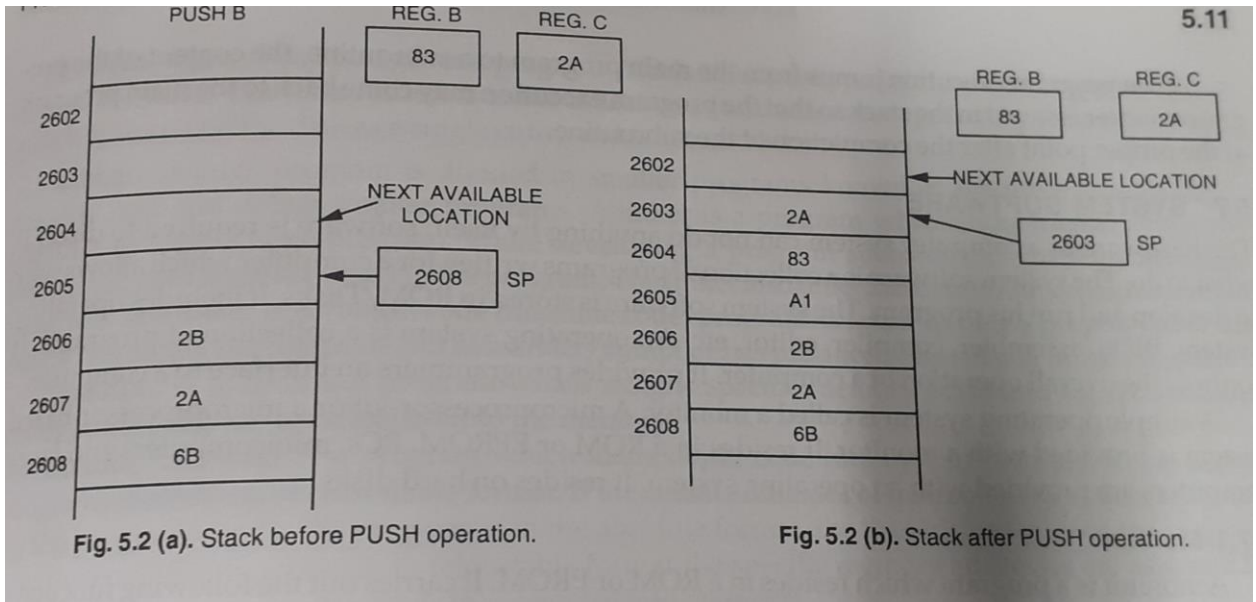 PUSH B
REG. B
REG. C
5.11
83
2A
2602
2603
2604
2605
2606
2607
2608
NEXT AVAILABLE
LOCATION
2608
SP
2B
2A
6B
Fig. 5.2 (a). Stack before PUSH operation.
REG. B
REG. C
83
2A
2602
2603
2604
2605
2606
2607
2608
NEXT AVAILABLE LOCATION
2603
SP
2A
83
A1
2B
2A
6B
Fig. 5.2 (b). Stack after PUSH operation.